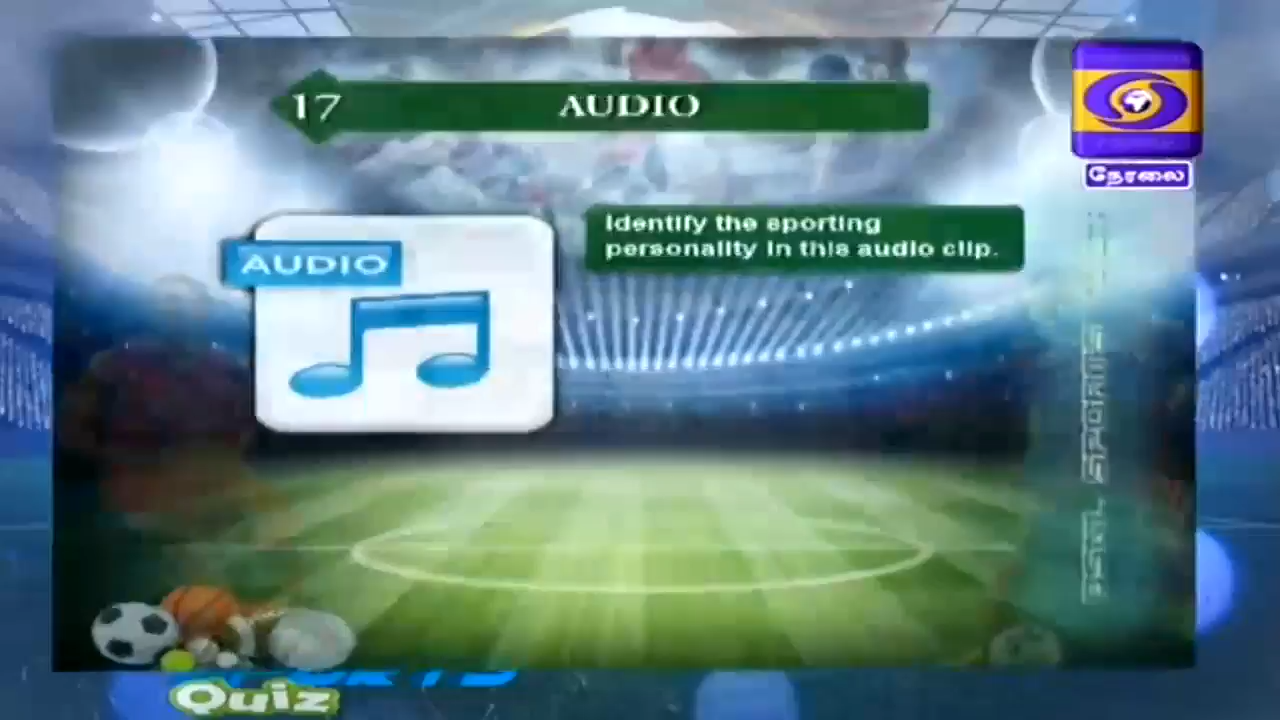 17
AUDIO
நேரலை
Identify the sporting
personality in this audio clip.
AUDIO
Quiz